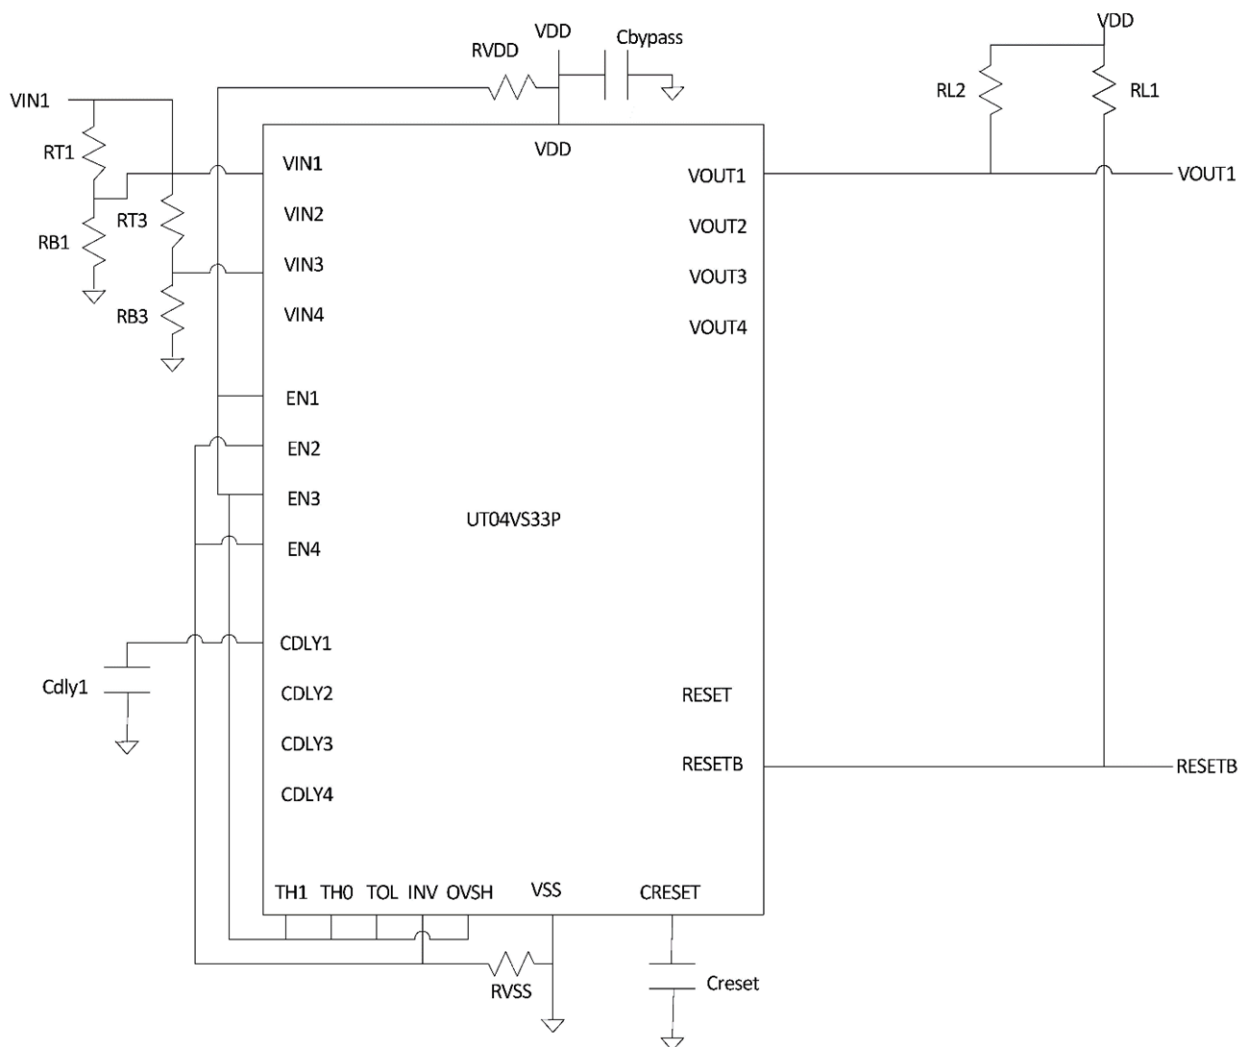 VDD
VDD
Cbypass
RVDD
RL2
RL1
VIN1
RT1
VIN1
VDD
VOUT1
VOUT1
VIN2
RT3
RB1
VOUT2
VIN3
VOUT3
RB3
VIN4
VOUT4
EN1
EN2
EN3
UT04VS33P
EN4
CDLY1
Cdly1
CDLY2
RESET
CDLY3
RESETB
RESETB
CDLY4
TH1 TH0 TOL INV OVSH VSS CRESET
RVSS
Creset